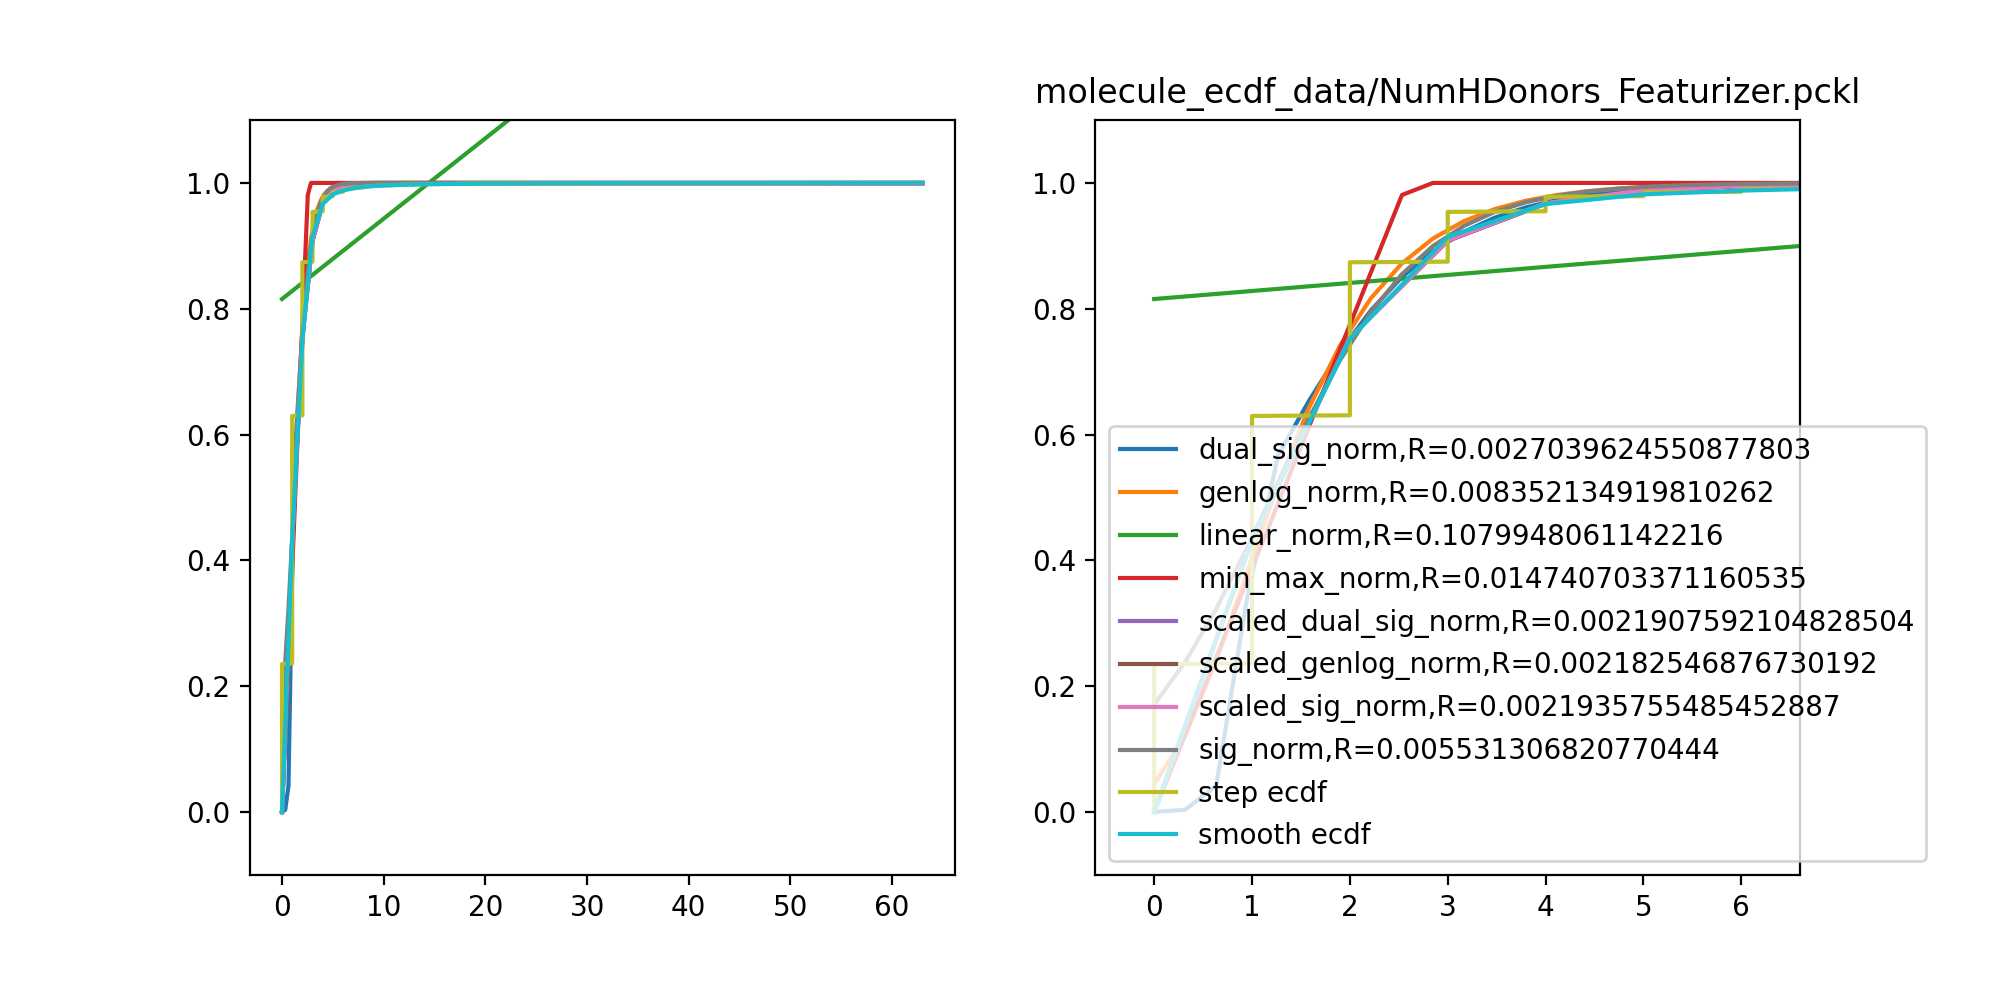 molecule_ecdf_data/NumHDonors_Featurizer.pckl
1.0
0.8
0.6
0.4
0.2
0.0
0 10 20 30 40 50 60
1.0
0.8
0.6
0.4
0.2
0.0
0 1 2 3 4 5 6
dual_sig_norm,R=0.0027039624550877803
genlog_norm,R=0.008352134919810262
linear_norm,R=0.1079948061142216
min_max_norm,R=0.014740703371160535
scaled_dual_sig_norm,R=0.0021907592104828504
scaled_genlog_norm,R=0.002182546876730192
scaled_sig_norm,R=0.0021935755485452887
sig_norm,R=0.005531306820770444
step ecdf
smooth ecdf